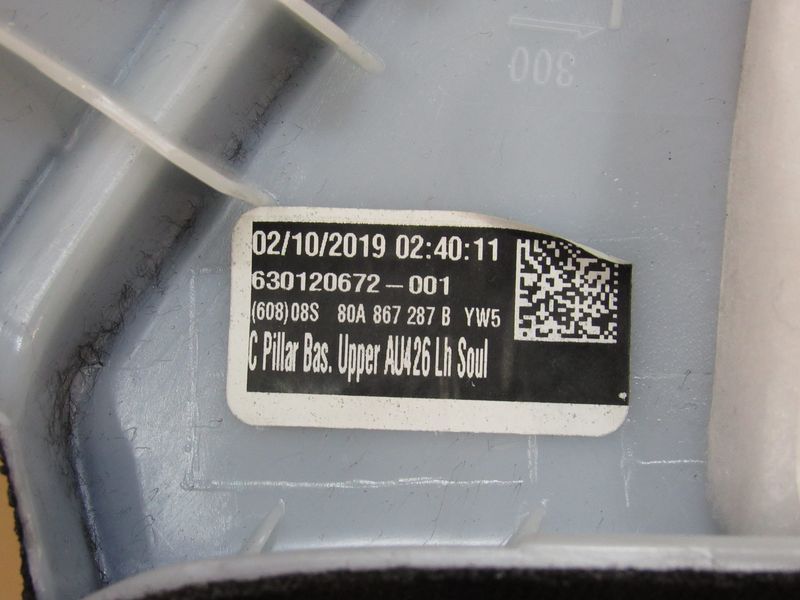 300
02/10/2019 02:40:11
630120672-001
(608)08S 80A 867 287 B YW5
C Pillar Bas. Upper AU426 Lh Soul